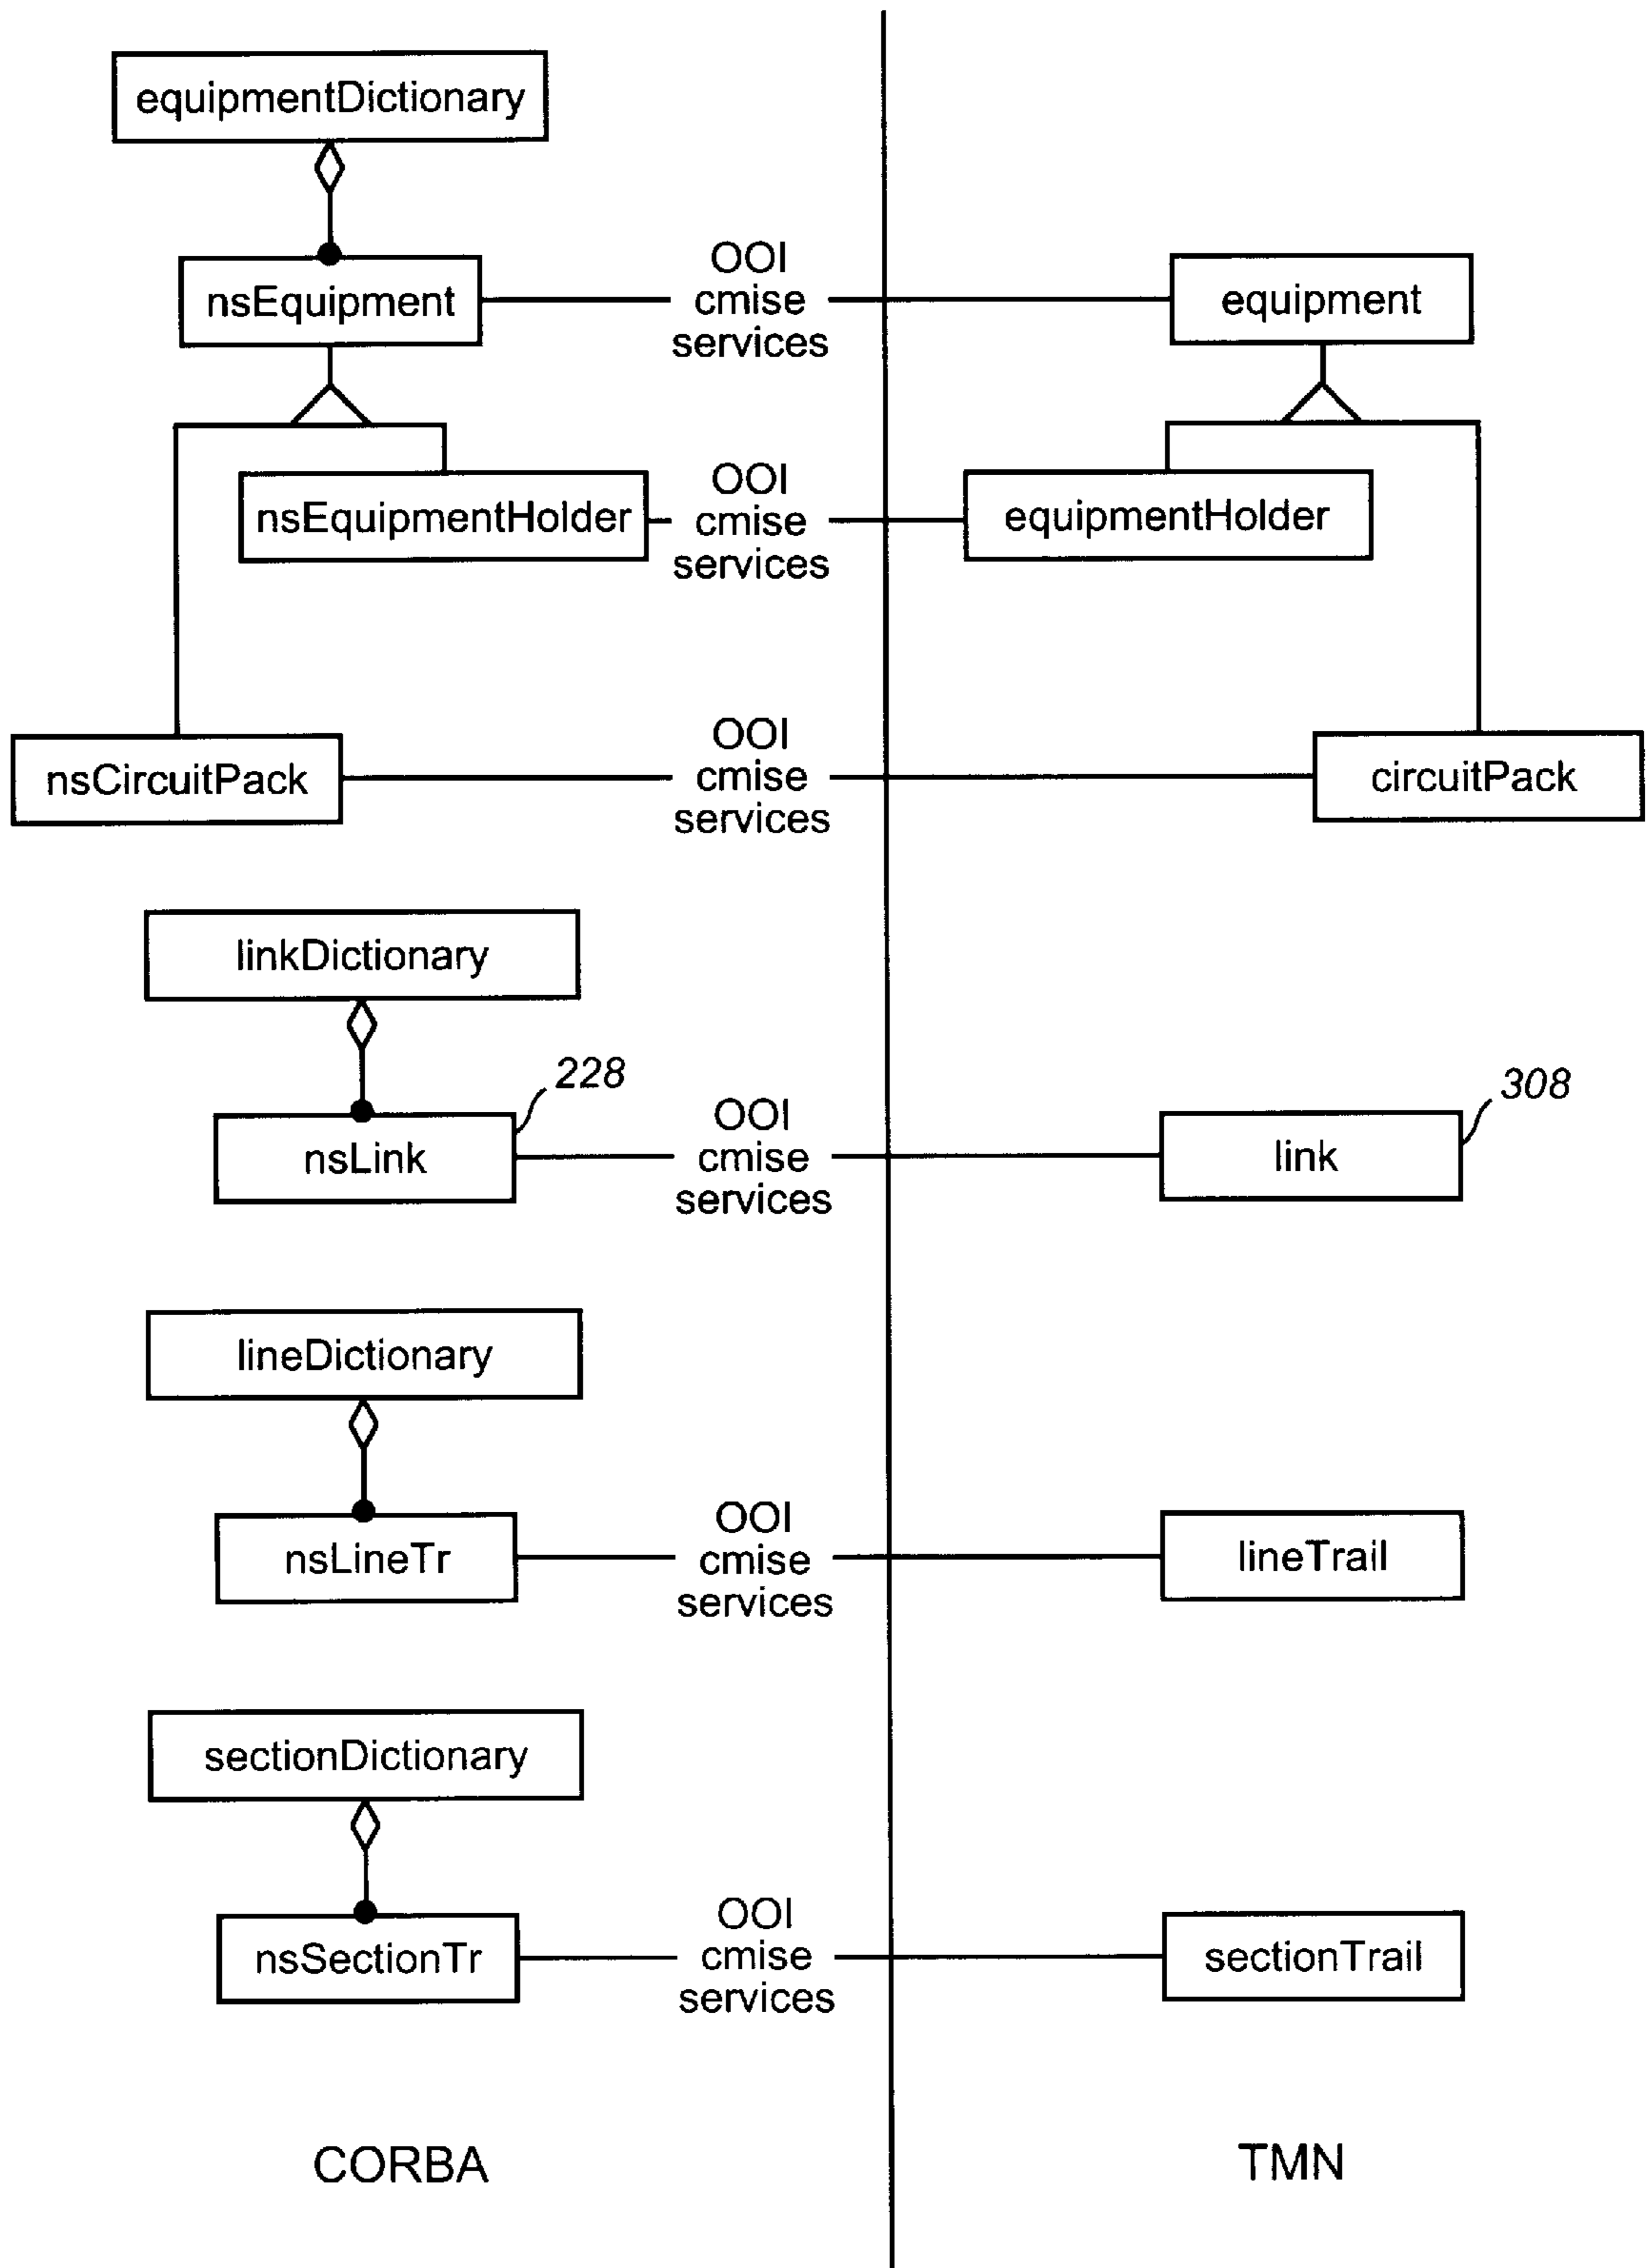 equipmentDictionary
OOI
cmise
services
nsEquipment
equipment
OOI
cmise
services
nsEquipmentHolder
equipmentHolder
OOI
cmise
services
nsCircuitPack
circuitPack
linkDictionary
228
308
OOI
cmise
services
nsLink
link
lineDictionary
OOI
cmise
services
nsLineTr
lineTrail
sectionDictionary
OOI
cmise
services
nsSectionTr
sectionTrail
CORBA
TMN